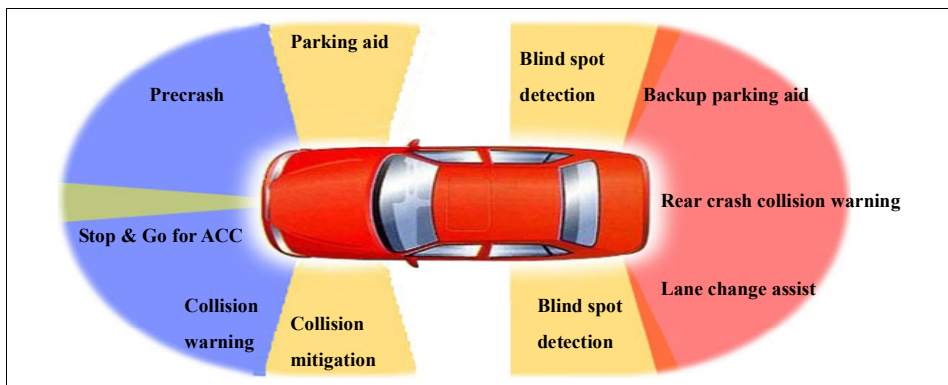 Parking aid
Precrash
Blind spot
detection
Backup parking aid
Rear crash collision warning
Stop & Go for ACC
Lane change assist
Collision
warning
Collision
mitigation
Blind spot
detection